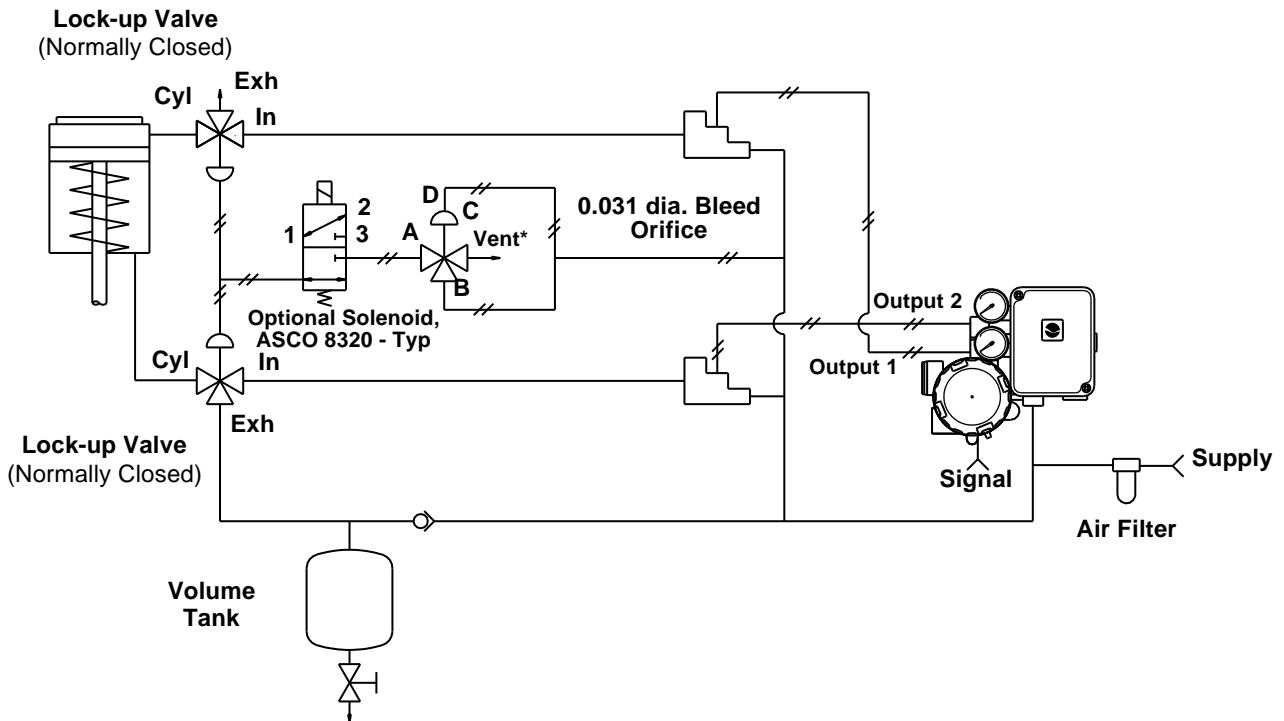 Lock-up Valve
(Normally Closed)
Exh
Cyl
In
D
C
2
1
3
A
Vent*
B
0.031 dia. Bleed
Orifice
Optional Solenoid,
ASCO 8320 - Typ
Output 2
Output 1
Cyl
In
Exh
Lock-up Valve
(Normally Closed)
Signal
Supply
Air Filter
Volume
Tank